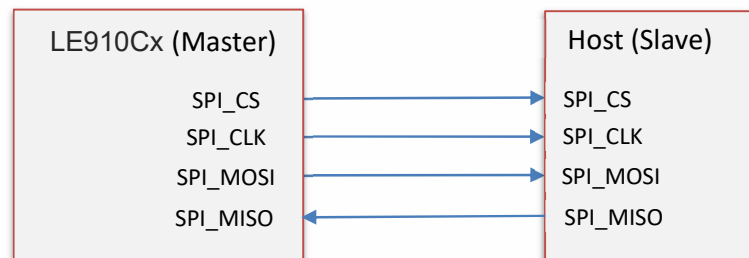 LE910Cx (Master)
Host (Slave)
SPI_CS
SPI_CS
SPI_CLK
SPI_CLK
SPI_MOSI
SPI_MOSI
SPI_MISO
SPI_MISO